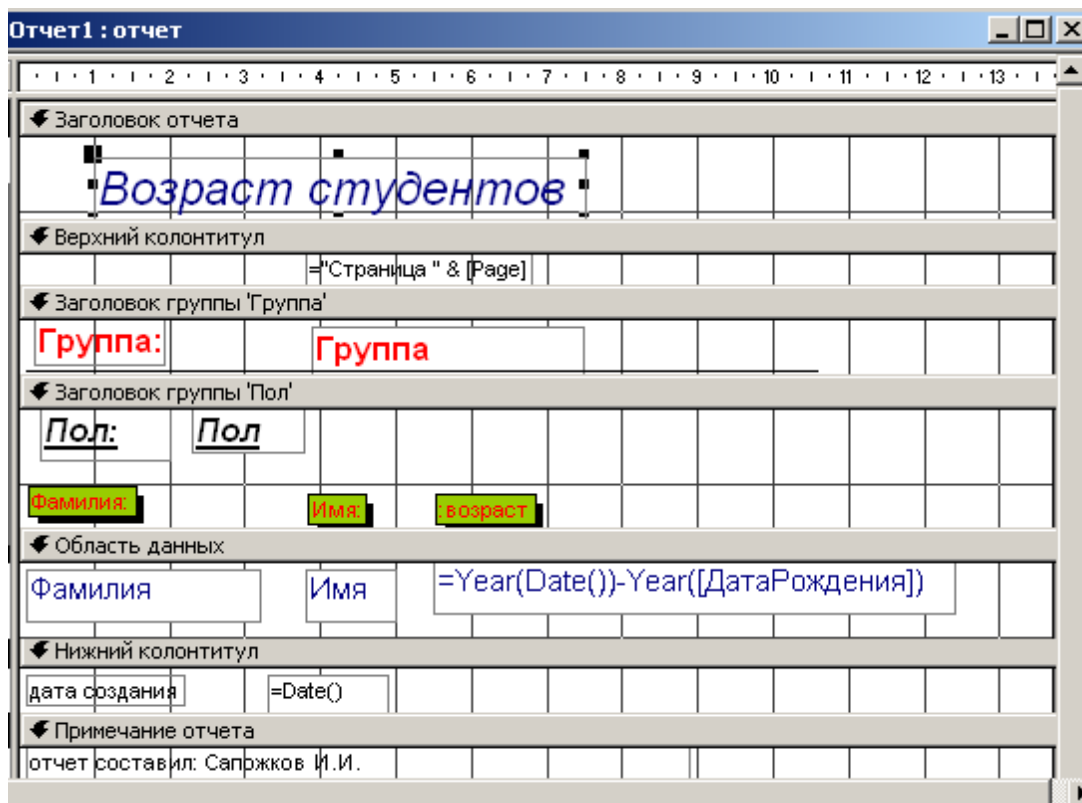 Отчет1 : отчет
1 2 3 4 5 6 7 8 9 10 11 12 13
Заголовок отчета
Возраст студентов
Верхний колонтитул
="Страница " & [Page]
Заголовок группы 'Группа'
Группа: Группа
Заголовок группы 'Пол'
Пол: Пол
Фамилия: Имя: :возраст
Область данных
Фамилия Имя =Year(Date())-Year([ДатаРождения])
Нижний колонтитул
дата создания =Date()
Примечание отчета
отчет составил: Сапожков И.И.